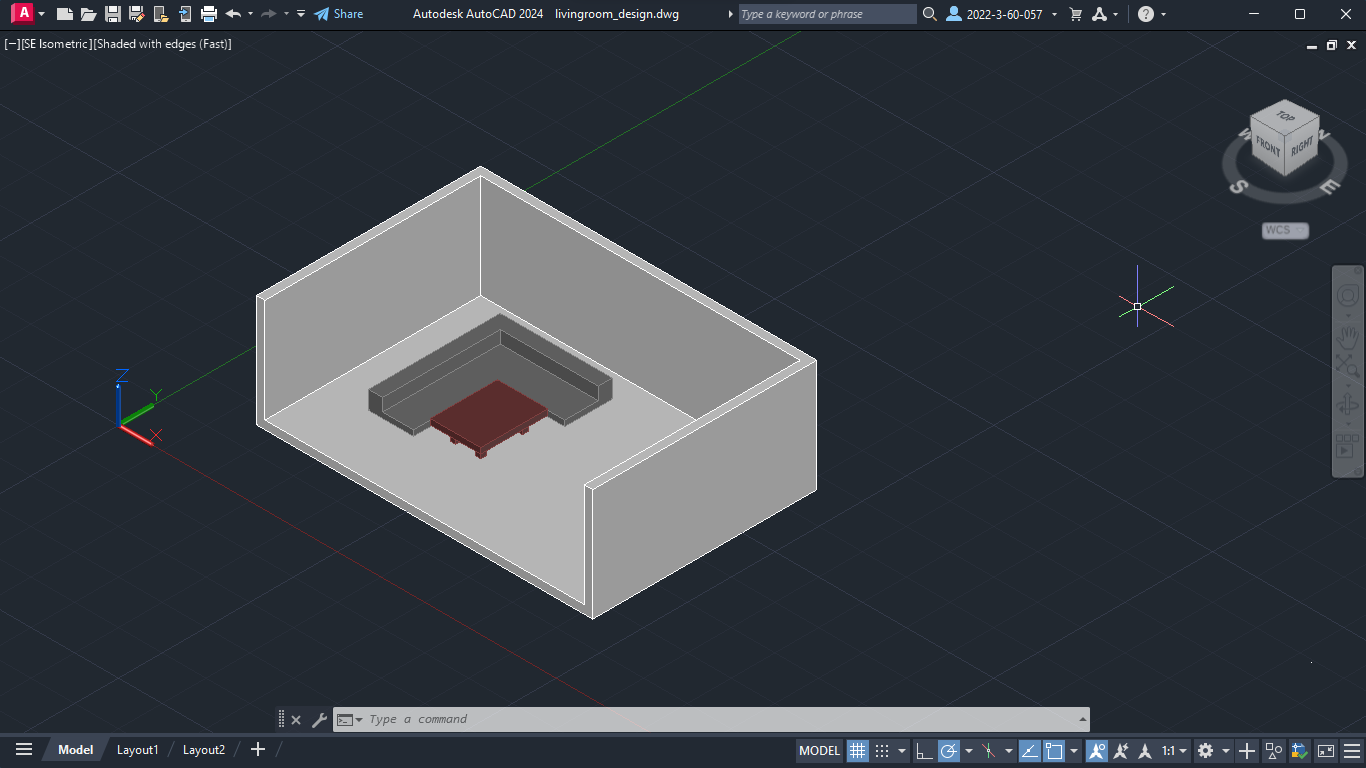 A Share Autodesk AutoCAD 2024 livingroom_design.dwg Type a keyword or phrase 2022-3-60-057 ?
[−][SE Isometric][Shaded with edges (Fast)]
TOP
FRONT RIGHT
W N
S E
WCS
Z
Y
X
Type a command
Model Layout1 Layout2 + MODEL 1:1